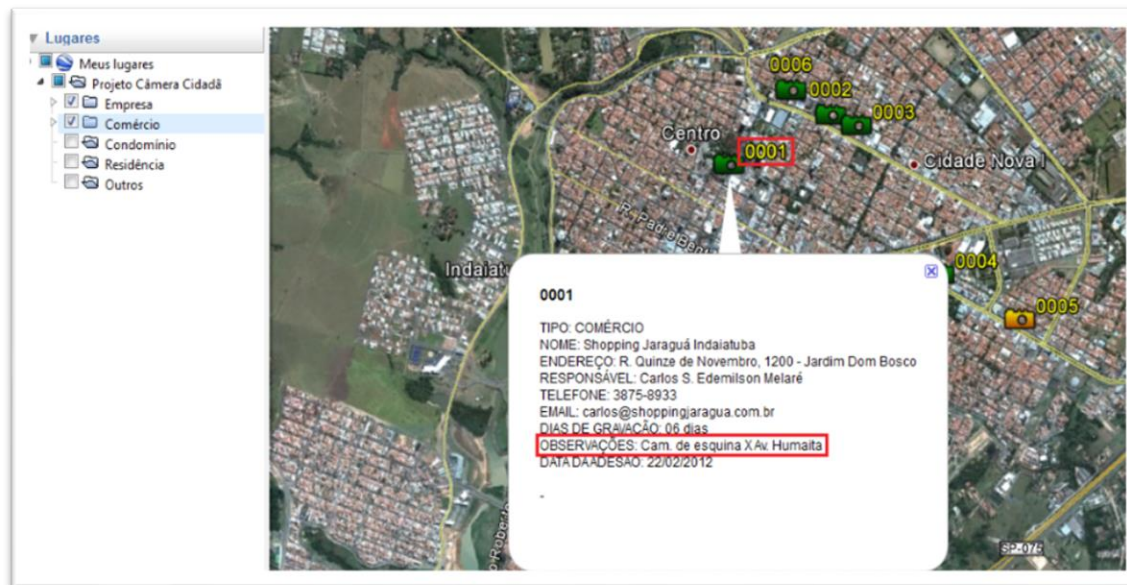 Lugares
Meus lugares
Projeto Câmera Cidadã
Empresa
Comércio
Condomínio
Residência
Outros
0006
0002
0003
Centro
0001
Cidade Nova I
R. Padre Ben
Indaiatu
0004
0005
0001
TIPO: COMÉRCIO
NOME: Shopping Jaraguá Indaiatuba
ENDEREÇO: R. Quinze de Novembro, 1200 - Jardim Dom Bosco
RESPONSÁVEL: Carlos S. Edemilson Melaré
TELEFONE: 3875-8933
EMAIL: carlos@shoppingjaragua.com.br
DIAS DE GRAVAÇÃO: 06 dias
OBSERVAÇÕES: Cam. de esquina X Av. Humaita
DATA DA ADESÃO: 22/02/2012
-
Roberto
SP-075